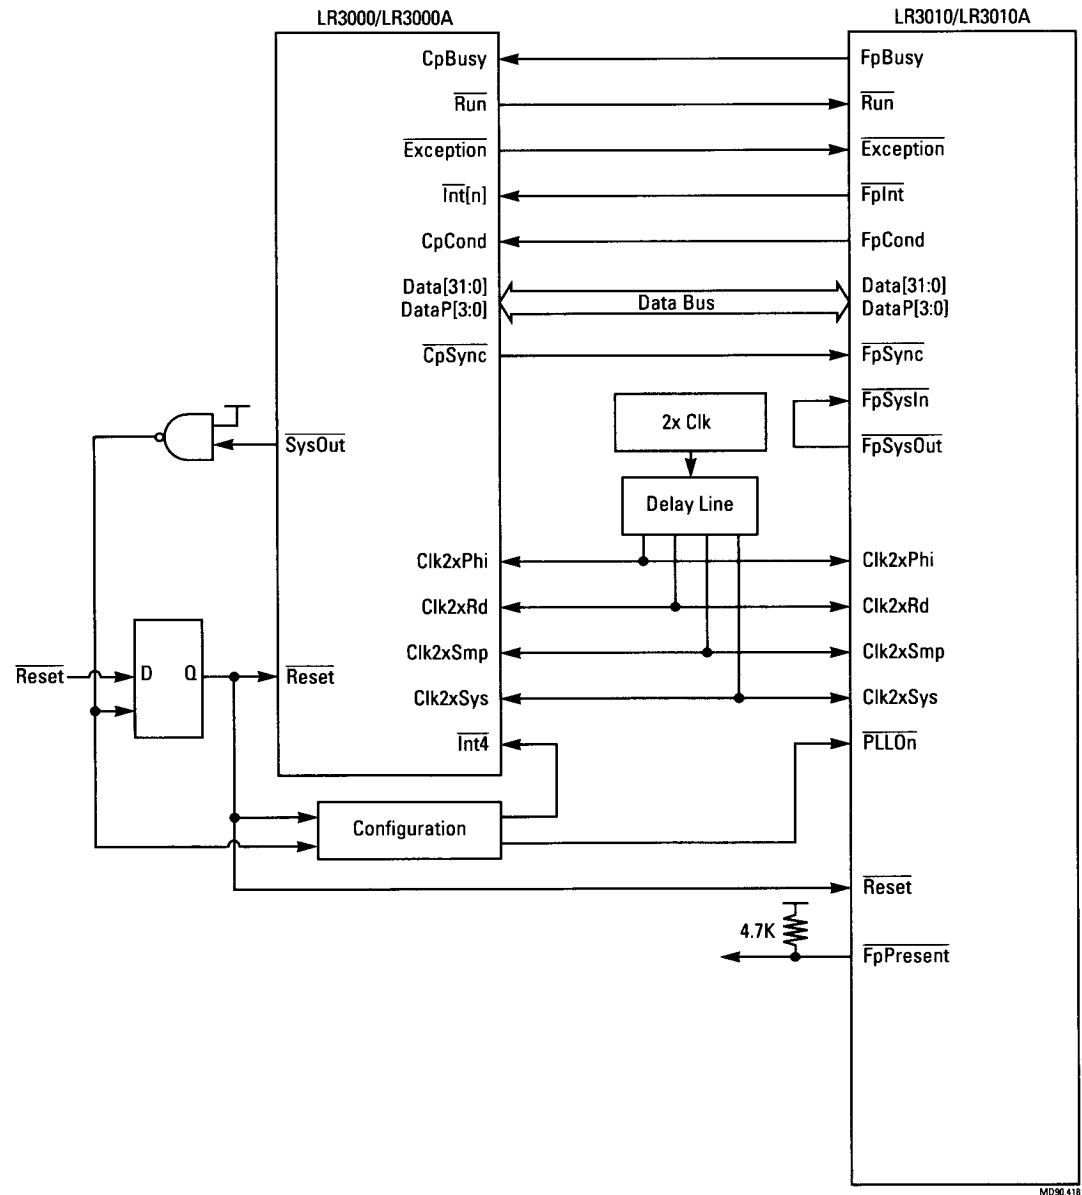 LR3000/LR3000A
LR3010/LR3010A
CpBusy
FpBusy
Run
Run
Exception
Exception
Int[n]
FpInt
CpCond
FpCond
Data[31:0]
DataP[3:0]
Data Bus
Data[31:0]
DataP[3:0]
CpSync
FpSync
2x Clk
FpSysIn
SysOut
FpSysOut
Delay Line
Clk2xPhi
Clk2xPhi
Clk2xRd
Clk2xRd
Clk2xSmp
Clk2xSmp
Reset
D
Q
Reset
Clk2xSys
Clk2xSys
Int4
PLLOn
Configuration
Reset
4.7K
FpPresent
MD90.418